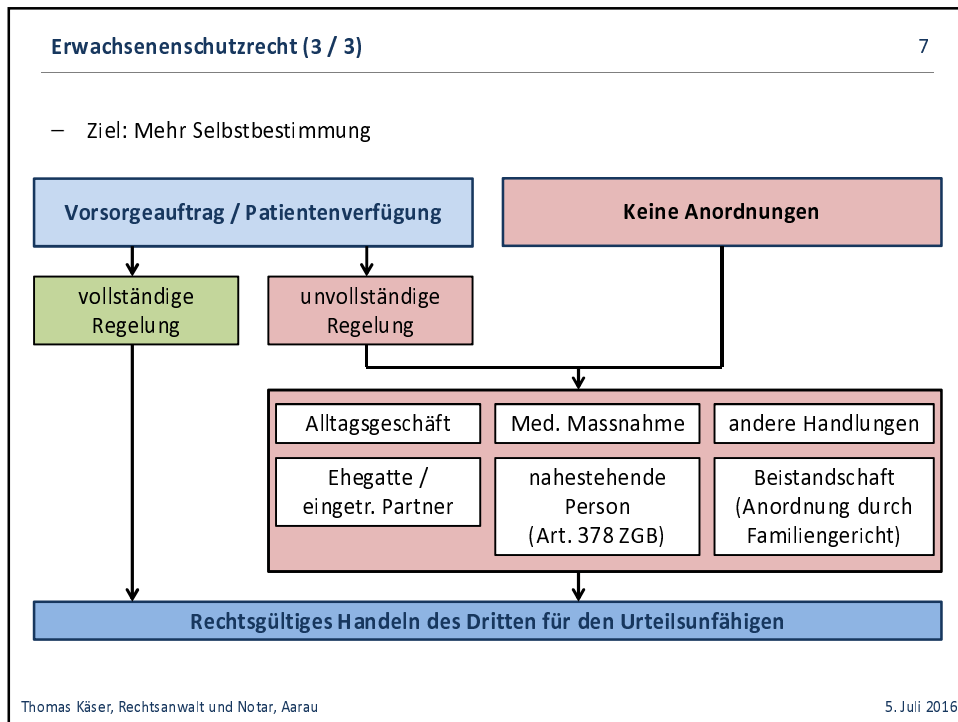 Erwachsenenschutzrecht (3 / 3)
7
– Ziel: Mehr Selbstbestimmung
Vorsorgeauftrag / Patientenverfügung
Keine Anordnungen
vollständige
Regelung
unvollständige
Regelung
Alltagsgeschäft
Med. Massnahme
andere Handlungen
Ehegatte /
eingetr. Partner
nahestehende
Person
(Art. 378 ZGB)
Beistandschaft
(Anordnung durch
Familiengericht)
Rechtsgültiges Handeln des Dritten für den Urteilsunfähigen
Thomas Käser, Rechtsanwalt und Notar, Aarau
5. Juli 2016